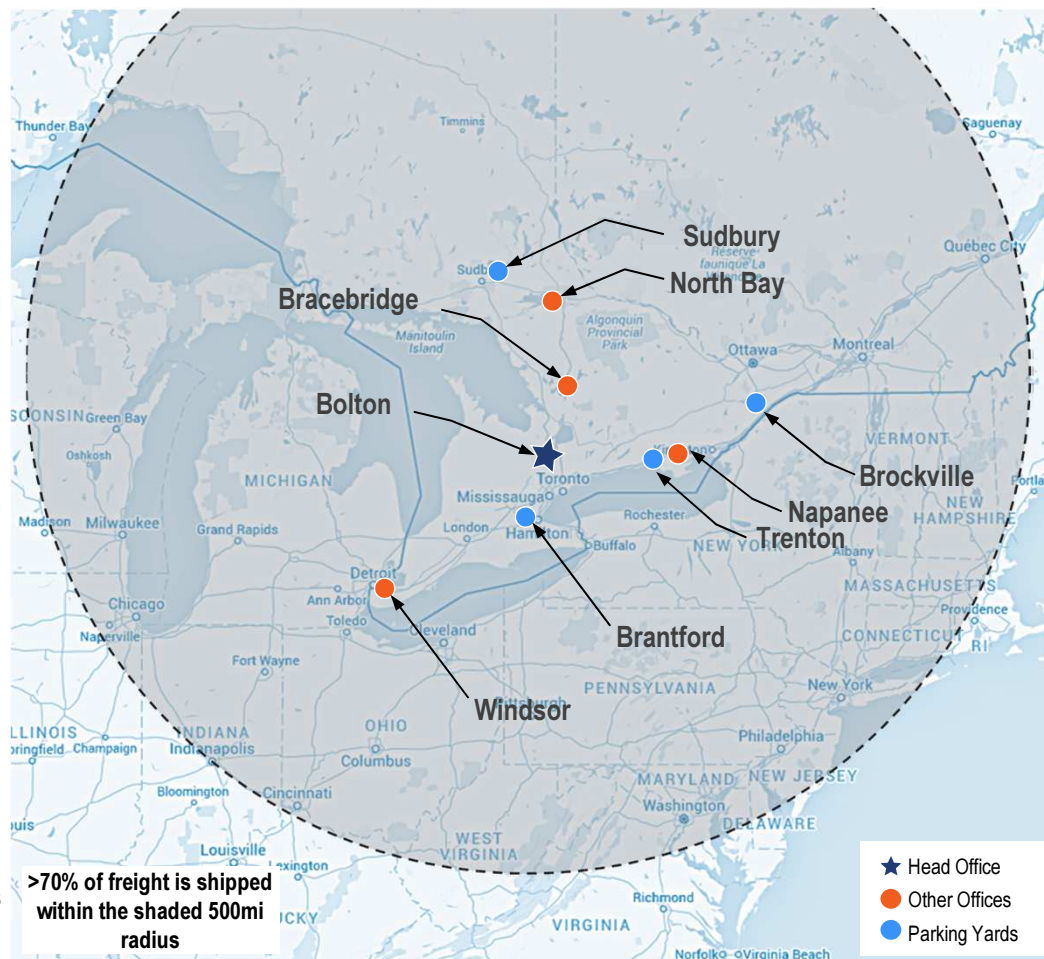 Thunder Bay
Timmins
Saguenay
Sudbury
Réserve
faunique La
Québec City
North Bay
Bracebridge
Manitoulin
Island
Algonquin
Provincial
Park
Ottawa
Montreal
Bolton
Green Bay
Oshkosh
MICHIGAN
VERMONT
Brockville
Toronto
Mississauga
Napanee
NEW
HAMPSHIRE
Trenton
Madison
Milwaukee
Grand Rapids
London
Hamilton
Rochester
Buffalo
NEW YORK
Albany
Detroit
Ann Arbor
MASSACHUSETTS
Chicago
Naperville
Toledo
Cleveland
Brantford
Providence
CONNECTICUT
RI
Fort Wayne
PENNSYLVANIA
New York
Windsor
Pittsburgh
ILLINOIS
Champaign
INDIANA
Indianapolis
OHIO
Columbus
Philadelphia
MARYLAND
NEW JERSEY
Bloomington
Cincinnati
Washington
DELAWARE
Louisville
Lexington
WEST
VIRGINIA
Richmond
VIRGINIA
Norfolk
Virginia Beach
>70% of freight is shipped
within the shaded 500mi
radius
Head Office
Other Offices
Parking Yards